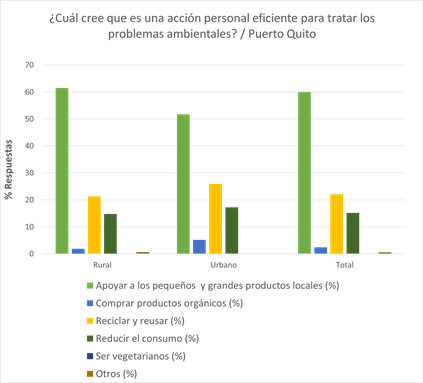 ¿Cuál cree que es una acción personal eficiente para tratar los
problemas ambientales? / Puerto Quito
% Respuestas
70
60
50
40
30
20
10
0
Rural
Urbano
Total
Apoyar a los pequeños y grandes productos locales (%)
Comprar productos orgánicos (%)
Reciclar y reusar (%)
Reducir el consumo (%)
Ser vegetarianos (%)
Otros (%)